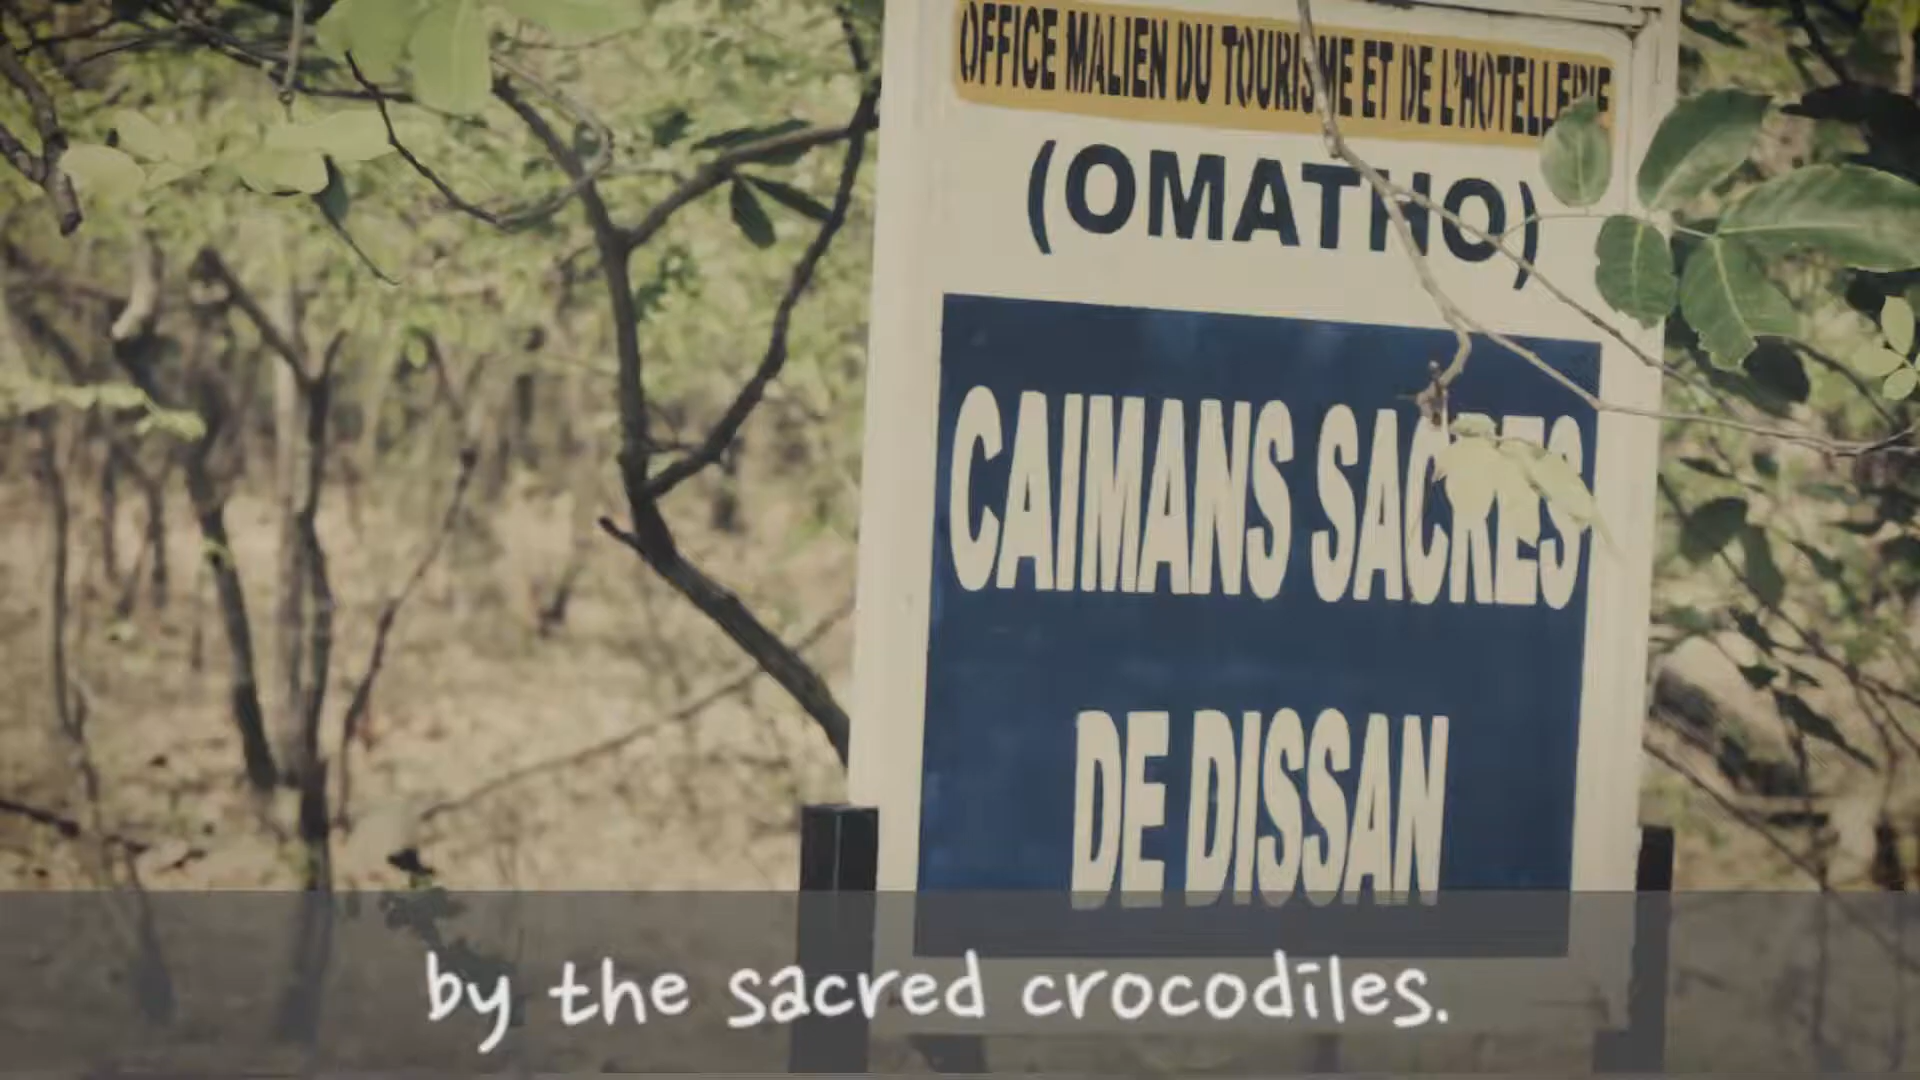 OFFICE MALIEN DU TOURISME ET DE L'HOTELLERIE
(OMATHO)
CAIMANS SACRES
DE DISSAN
by the sacred crocodiles.